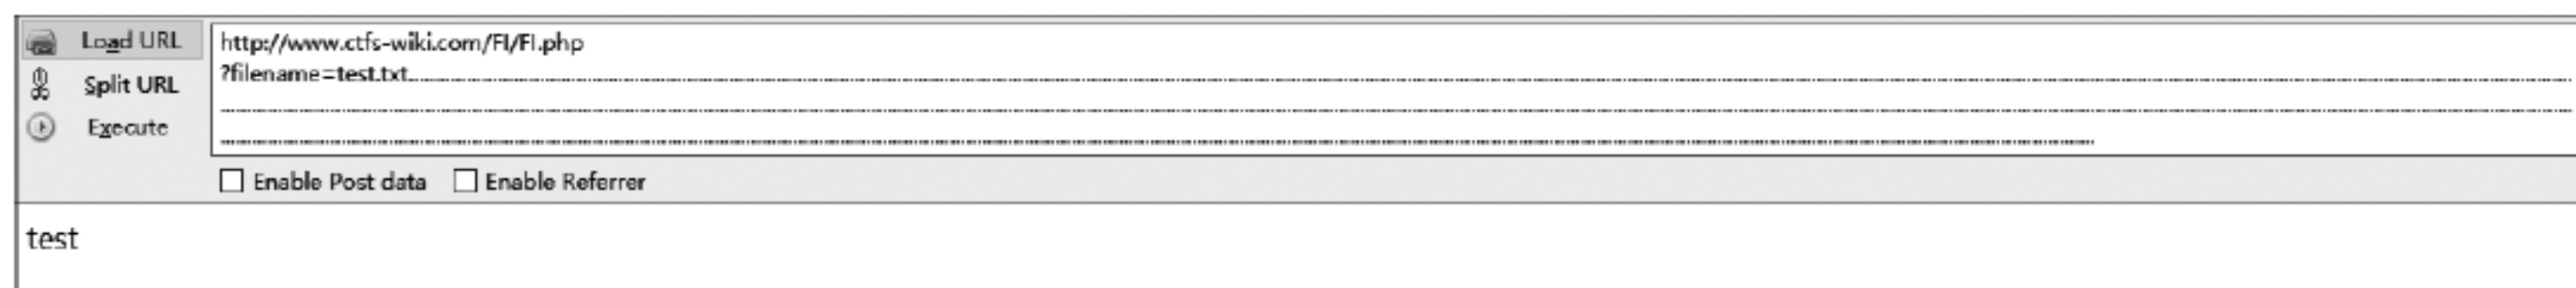 Load URL
http://www.ctfs-wiki.com/FI/FI.php
?filename=test.txt
Split URL
Execute
Enable Post data
Enable Referrer
test